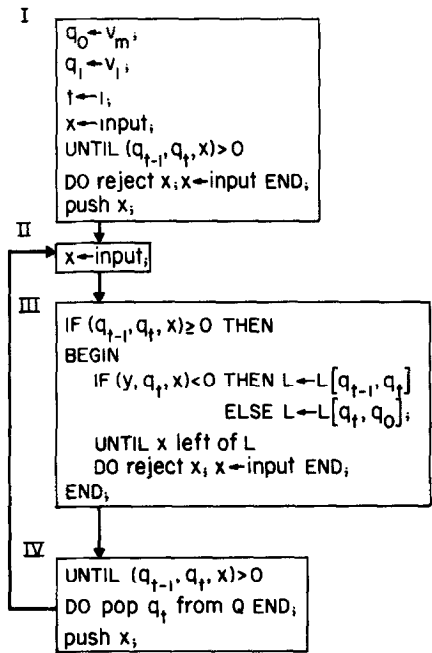 I
q₀←vₘ;
q₁←v₁;
t←1;
x←input;
UNTIL (qₜ₋₁, qₜ, x)>0
DO reject x; x←input END;
push x;
II
x←input;
III
IF (qₜ₋₁, qₜ, x)≥0 THEN
BEGIN
IF (y, qₜ, x)<0 THEN L←L[qₜ₋₁, qₜ]
ELSE L←L[qₜ, q₀];
UNTIL x left of L
DO reject x; x←input END;
END;
IV
UNTIL (qₜ₋₁, qₜ, x)>0
DO pop qₜ from Q END;
push x;